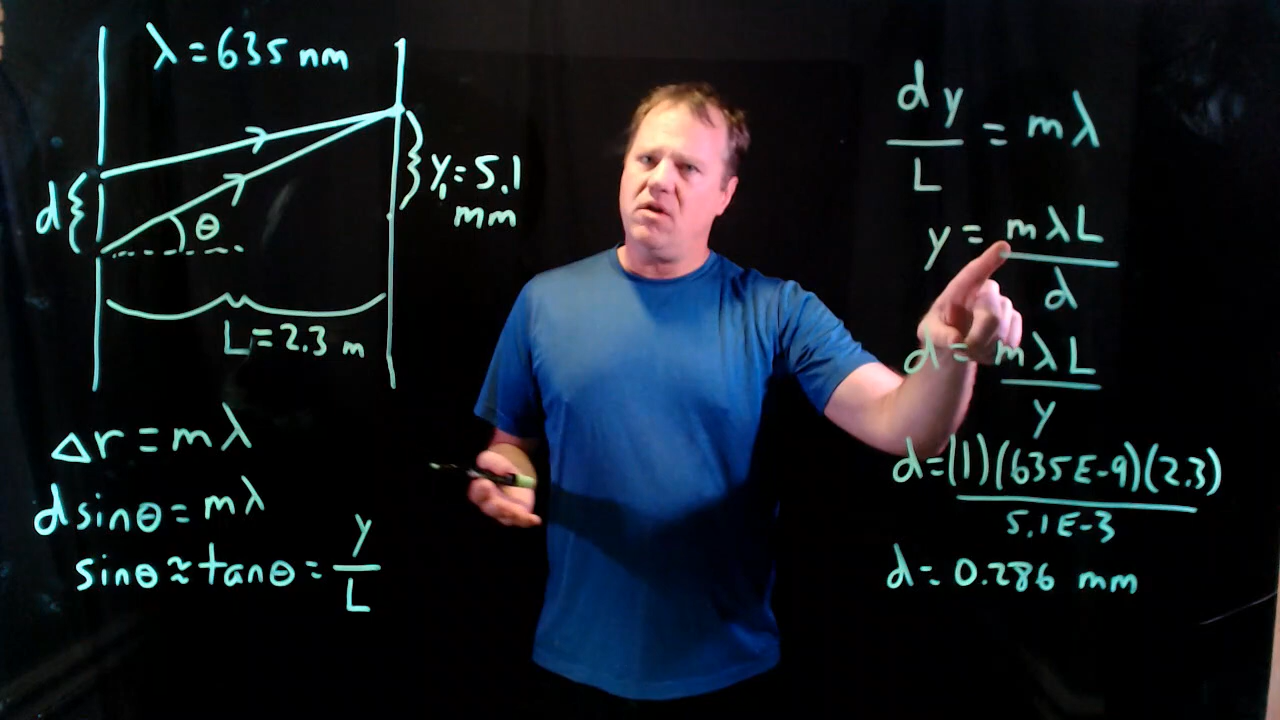 λ = 635 nm
d
θ
y₁ = 5.1
mm
L = 2.3 m
Δr = mλ
d sinθ = mλ
sinθ ≈ tanθ = y/L
dy/L = mλ
y = mλL/d
d = mλL/y
d = (1)(635E-9)(2.3)/5.1E-3
d = 0.286 mm